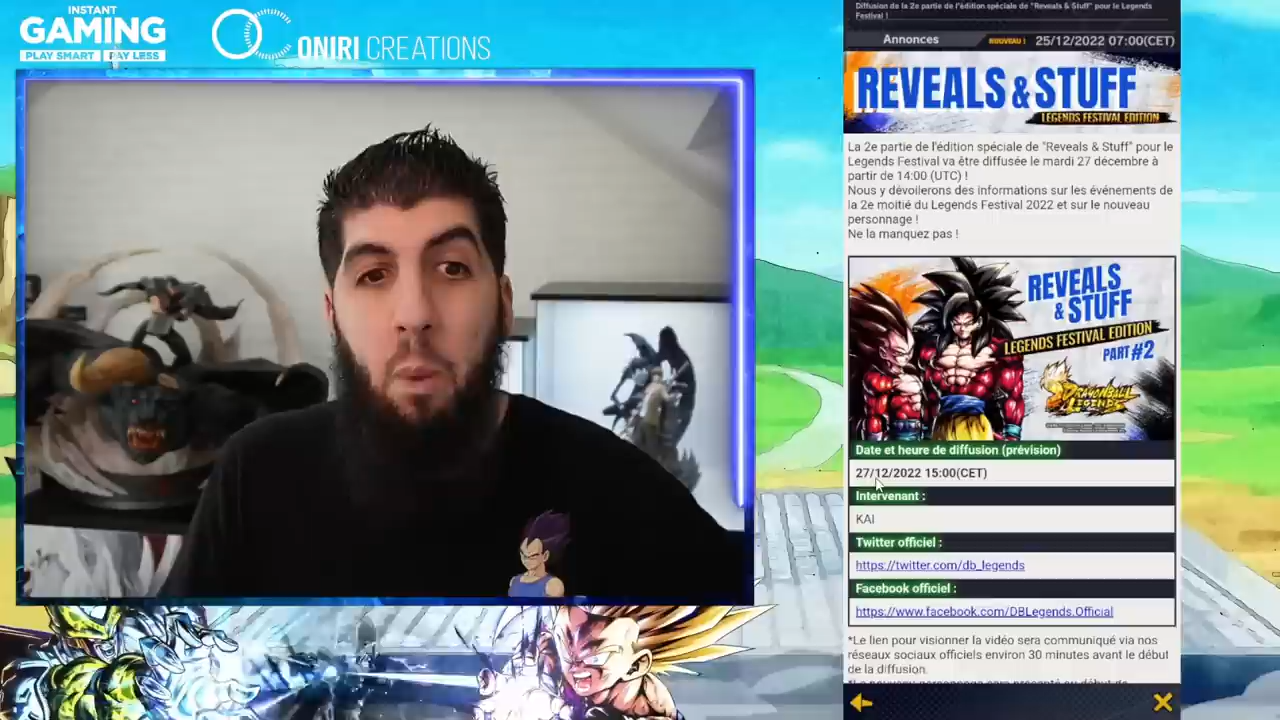 INSTANT
GAMING
PLAY SMART PAY LESS
ONIRI CREATIONS
Diffusion de la 2e partie de l'édition spéciale de "Reveals & Stuff" pour le Legends
Festival !
Annonces
NOUVEAU !
25/12/2022 07:00(CET)
REVEALS & STUFF
LEGENDS FESTIVAL EDITION
La 2e partie de l'édition spéciale de "Reveals & Stuff" pour le
Legends Festival va être diffusée le mardi 27 décembre à
partir de 14:00 (UTC) !
Nous y dévoilerons des informations sur les événements de
la 2e moitié du Legends Festival 2022 et sur le nouveau
personnage !
Ne la manquez pas !
REVEALS
& STUFF
LEGENDS FESTIVAL EDITION
PART #2
DRAGONBALL
LEGENDS
Date et heure de diffusion (prévision)
27/12/2022 15:00(CET)
Intervenant :
KAI
Twitter officiel :
https://twitter.com/db_legends
Facebook officiel :
https://www.facebook.com/DBLegends.Official
*Le lien pour visionner la vidéo sera communiqué via nos
réseaux sociaux officiels environ 30 minutes avant le début
de la diffusion.